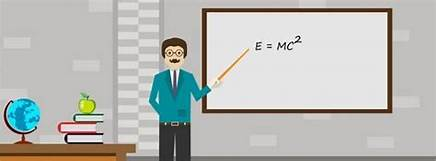 E = MC²